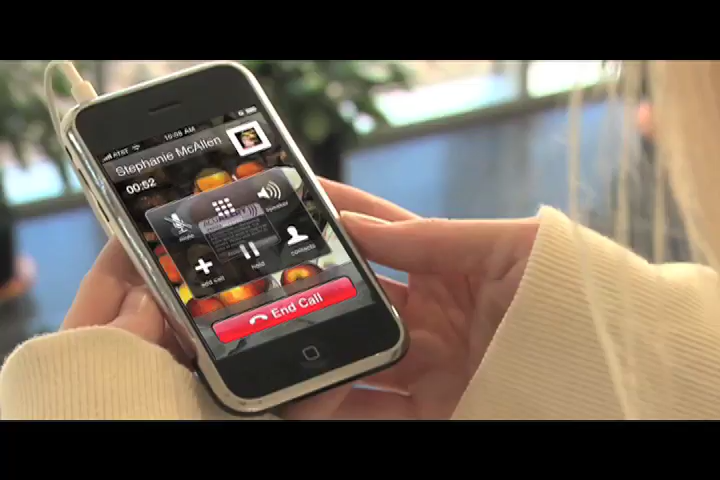 AT&T 10:08 AM
Stephanie McAllen
00:52
mute speaker
add call hold contacts
End Call